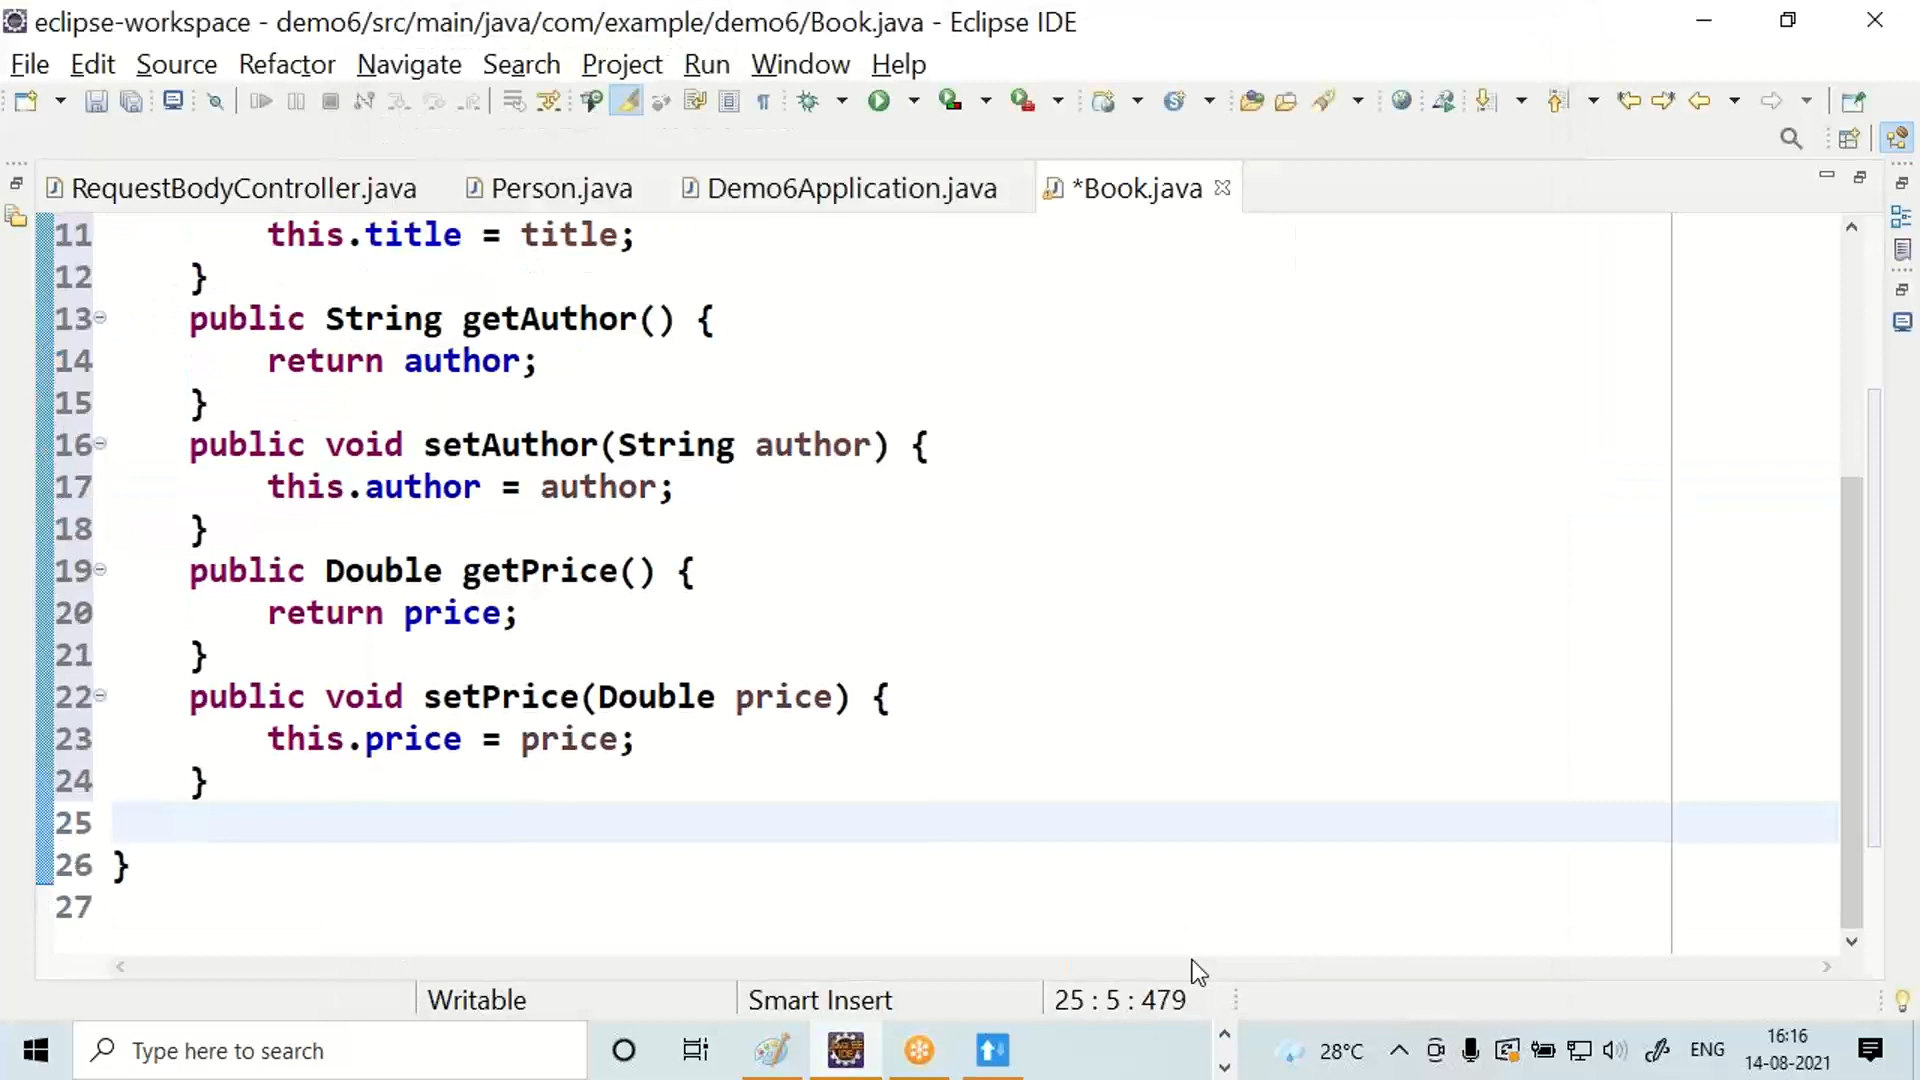 eclipse-workspace - demo6/src/main/java/com/example/demo6/Book.java - Eclipse IDE
File Edit Source Refactor Navigate Search Project Run Window Help
RequestBodyController.java Person.java Demo6Application.java *Book.java
11 this.title = title;
12 }
13 public String getAuthor() {
14 return author;
15 }
16 public void setAuthor(String author) {
17 this.author = author;
18 }
19 public Double getPrice() {
20 return price;
21 }
22 public void setPrice(Double price) {
23 this.price = price;
24 }
25
26 }
27
Writable Smart Insert 25 : 5 : 479
Type here to search 28°C ENG 16:16
14-08-2021